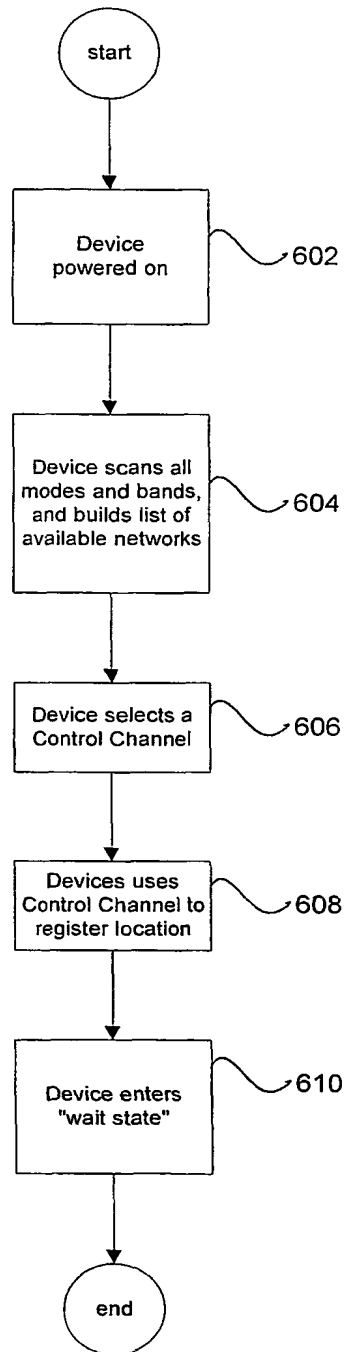 start
Device
powered on
602
Device scans all
modes and bands,
and builds list of
available networks
604
Device selects a
Control Channel
606
Devices uses
Control Channel to
register location
608
Device enters
"wait state"
610
end